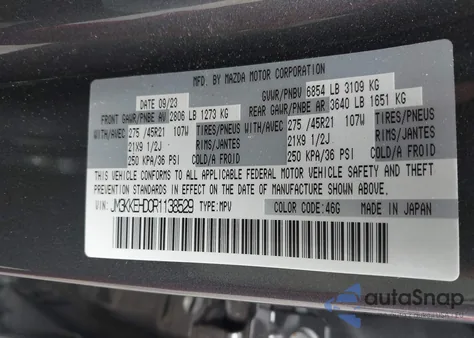 MFD. BY MAZDA MOTOR CORPORATION
DATE 09/23 GVWR/PNBV 6854 LB 3109 KG
FRONT GAWR/PNBE AV 2806 LB 1273 KG REAR GAWR/PNBE AR 3640 LB 1651 KG
WITH/AVEC 275 /45R21 107W TIRES/PNEUS WITH/AVEC 275 /45R21 107W TIRES/PNEUS
21X9 1/2J RIMS/JANTES 21X9 1/2J RIMS/JANTES
250 KPA/36 PSI COLD/A FROID 250 KPA/36 PSI COLD/A FROID
THIS VEHICLE CONFORMS TO ALL APPLICABLE FEDERAL MOTOR VEHICLE SAFETY AND THEFT
PREVENTION STANDARDS IN EFFECT ON THE DATE OF MANUFACTURE SHOWN ABOVE.
VIN: JM3KKEHD0R1138529 TYPE:MPV COLOR CODE:46G MADE IN JAPAN
autoSnap